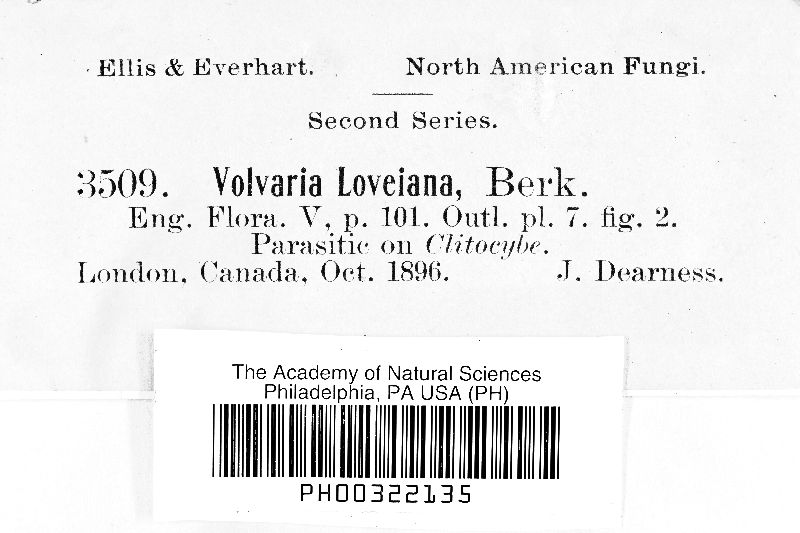 Ellis & Everhart. North American Fungi.
Second Series.
3509. Volvaria Loveiana, Berk.
Eng. Flora. V, p. 101. Outl. pl. 7. fig. 2.
Parasitic on Clitocybe.
London, Canada, Oct. 1896. J. Dearness.
The Academy of Natural Sciences
Philadelphia, PA USA (PH)
PH00322135